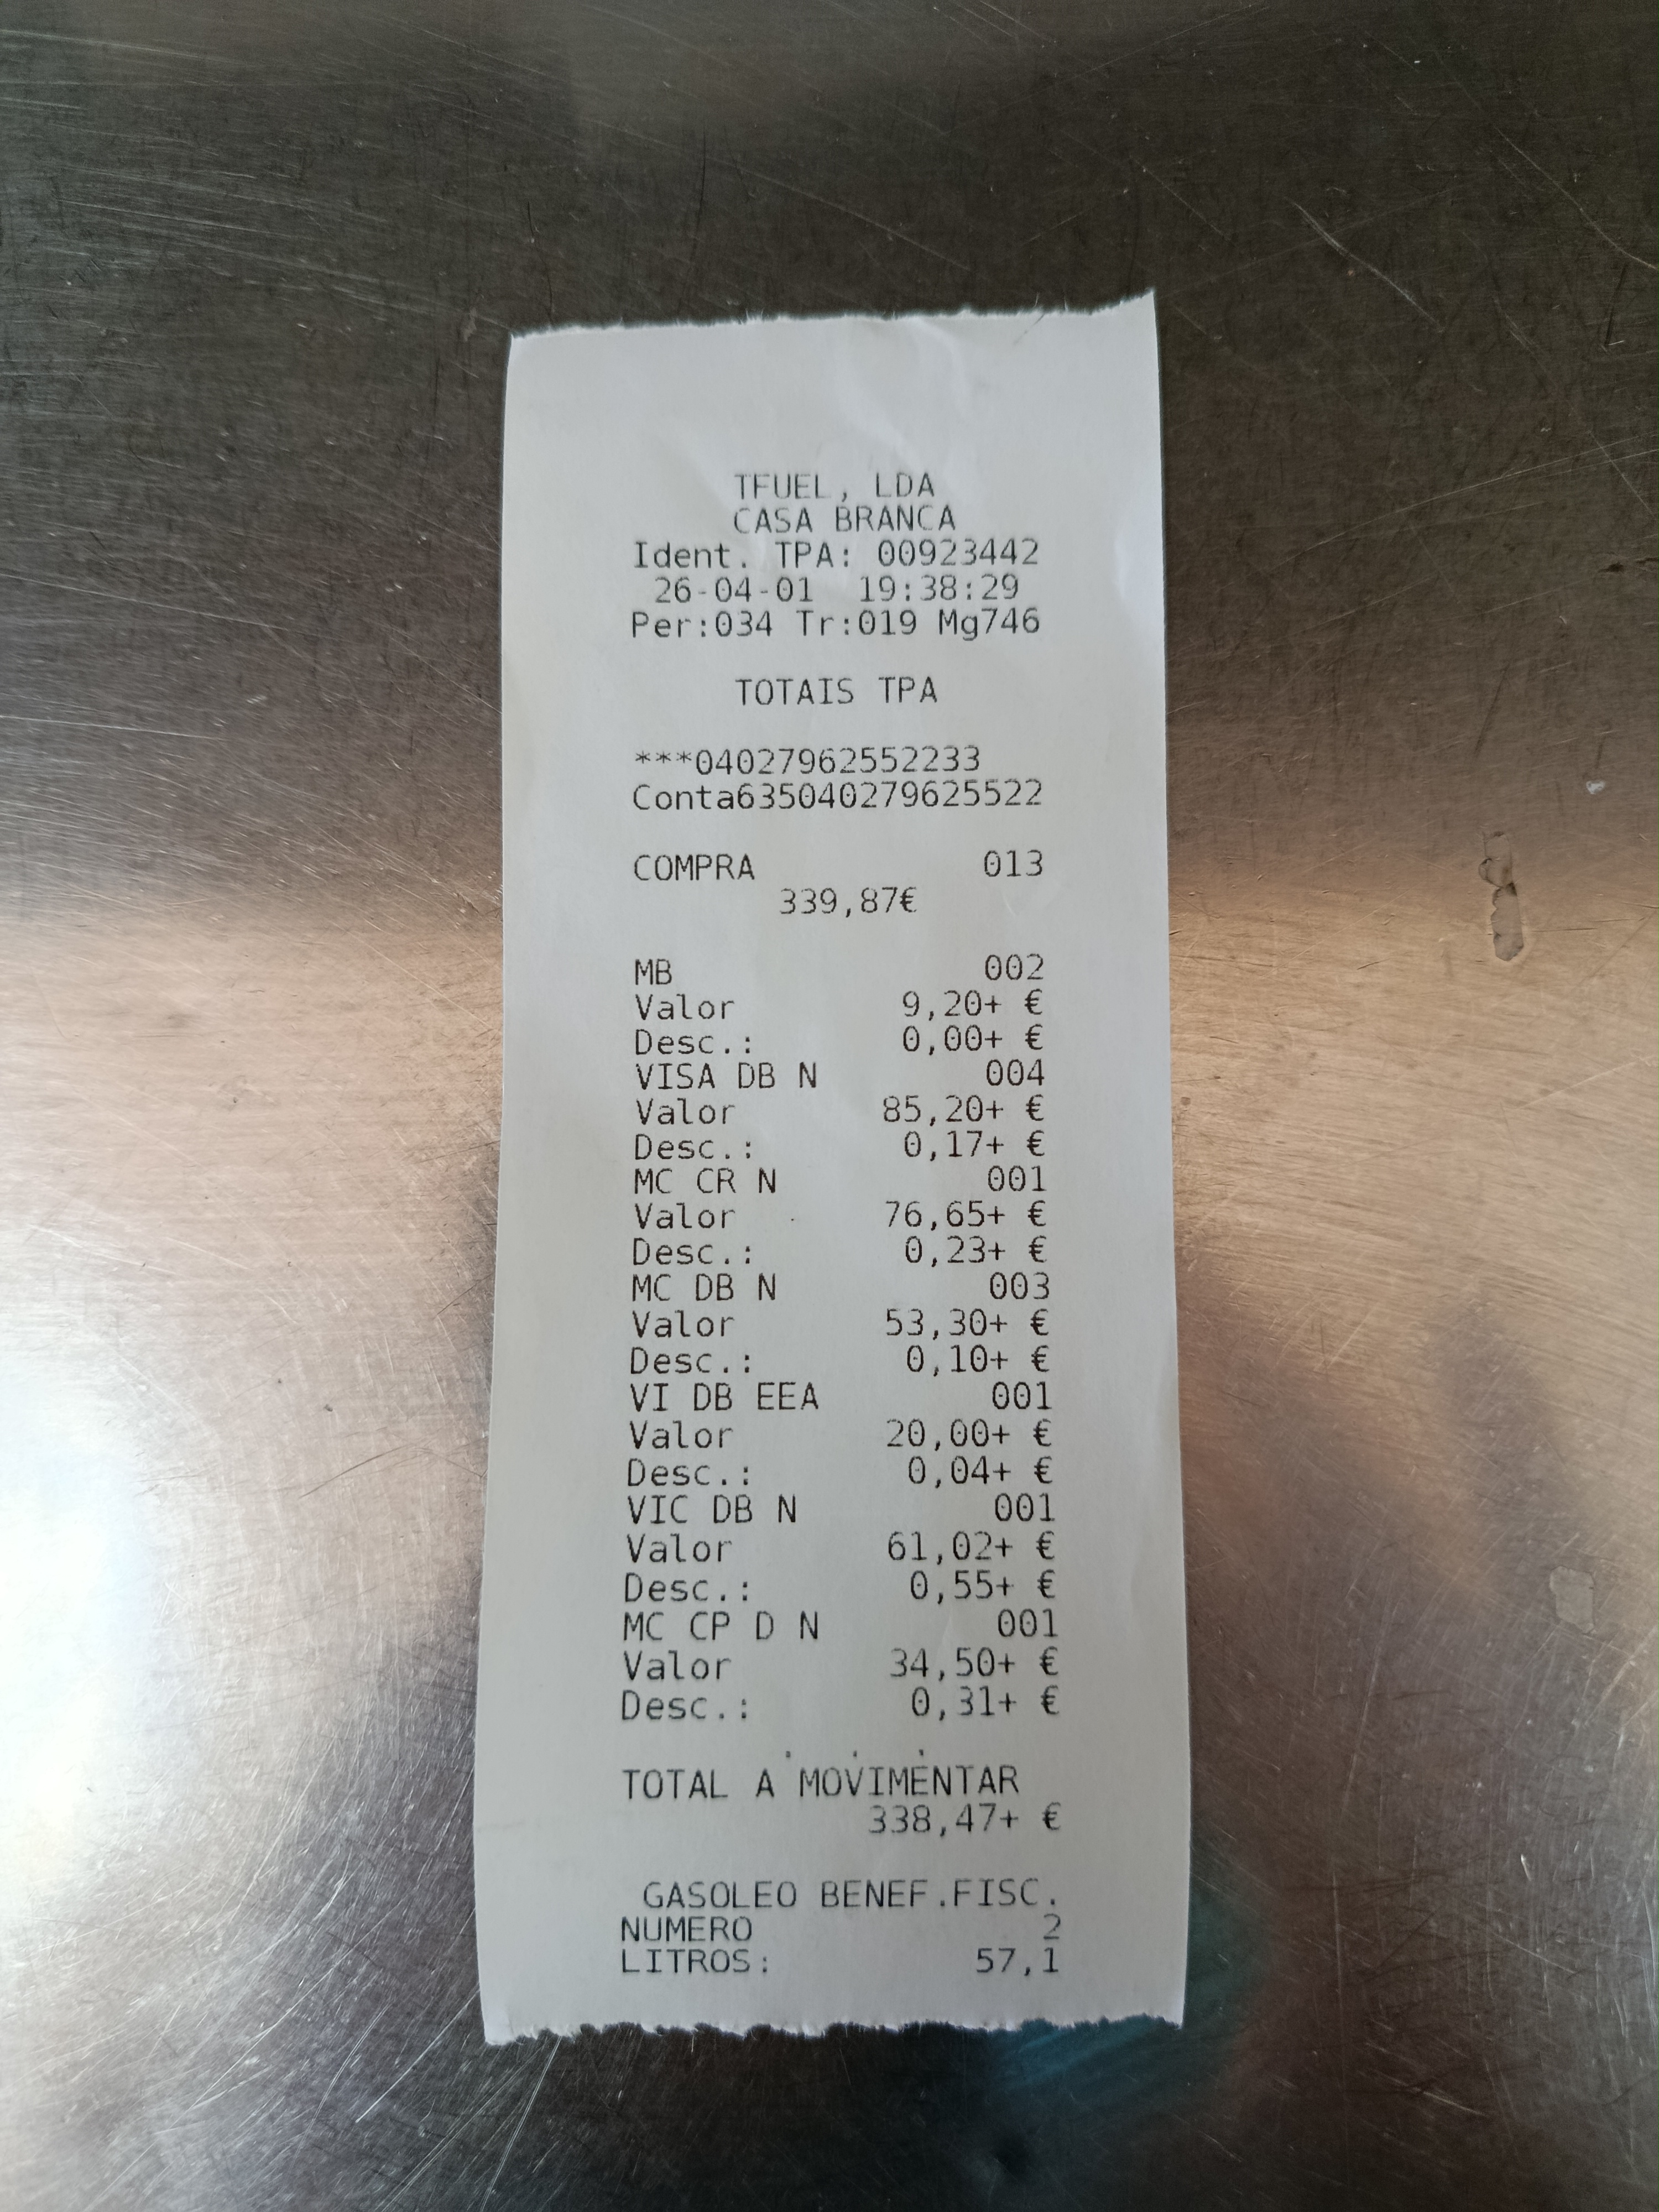 TFUEL, LDA
CASA BRANCA
Ident. TPA: 00923442
26-04-01 19:38:29
Per:034 Tr:019 Mg746
TOTAIS TPA
***04027962552233
Conta635040279625522
COMPRA 013
339,87€
MB 002
Valor 9,20+ €
Desc.: 0,00+ €
VISA DB N 004
Valor 85,20+ €
Desc.: 0,17+ €
MC CR N 001
Valor 76,65+ €
Desc.: 0,23+ €
MC DB N 003
Valor 53,30+ €
Desc.: 0,10+ €
VI DB EEA 001
Valor 20,00+ €
Desc.: 0,04+ €
VIC DB N 001
Valor 61,02+ €
Desc.: 0,55+ €
MC CP D N 001
Valor 34,50+ €
Desc.: 0,31+ €
TOTAL A MOVIMENTAR
338,47+ €
GASOLEO BENEF.FISC.
NUMERO 2
LITROS: 57,1